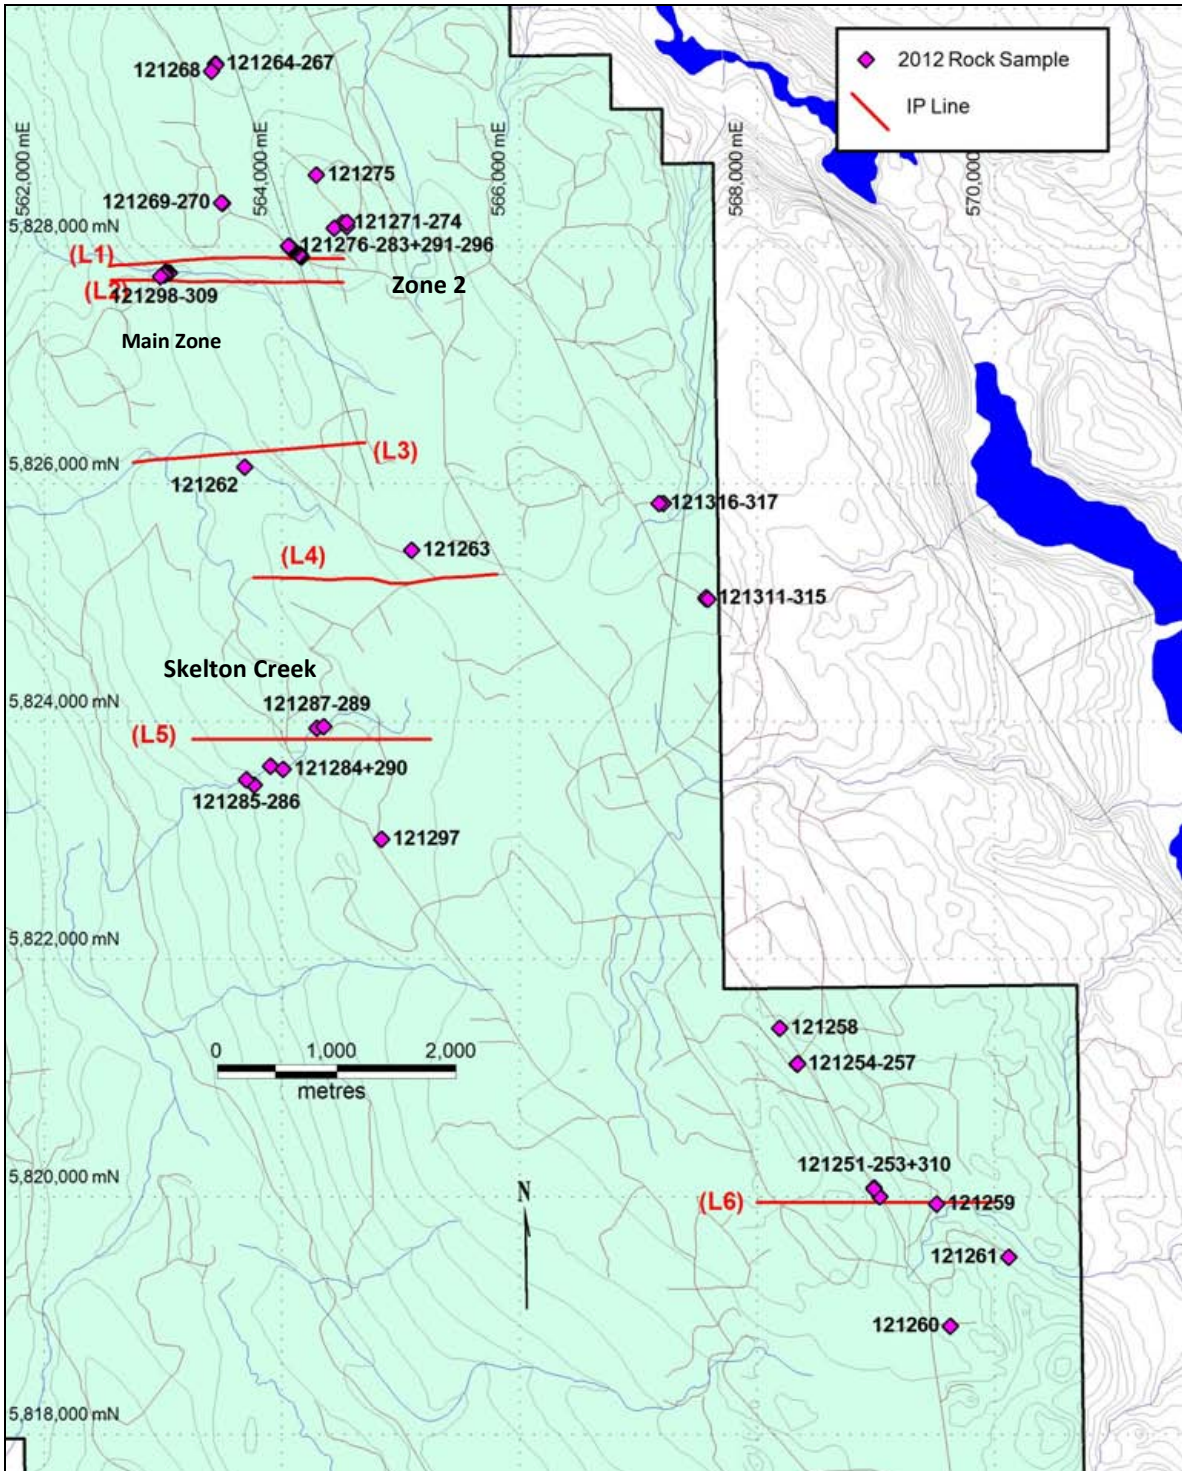 121264-267
121268
2012 Rock Sample
IP Line
562,000 mE
564,000 mE
566,000 mE
568,000 mE
570,000
121275
121269-270
5,828,000 mN
121271-274
121276-283+291-296
(L1)
Zone 2
(L2)
121298-309
Main Zone
(L3)
5,826,000 mN
121262
121316-317
(L4)
121263
121311-315
Skelton Creek
5,824,000 mN
121287-289
(L5)
121284+290
121285-286
121297
5,822,000 mN
121258
0 1,000 2,000
metres
121254-257
5,820,000 mN
121251-253+310
N
(L6)
121259
121261
121260
5,818,000 mN